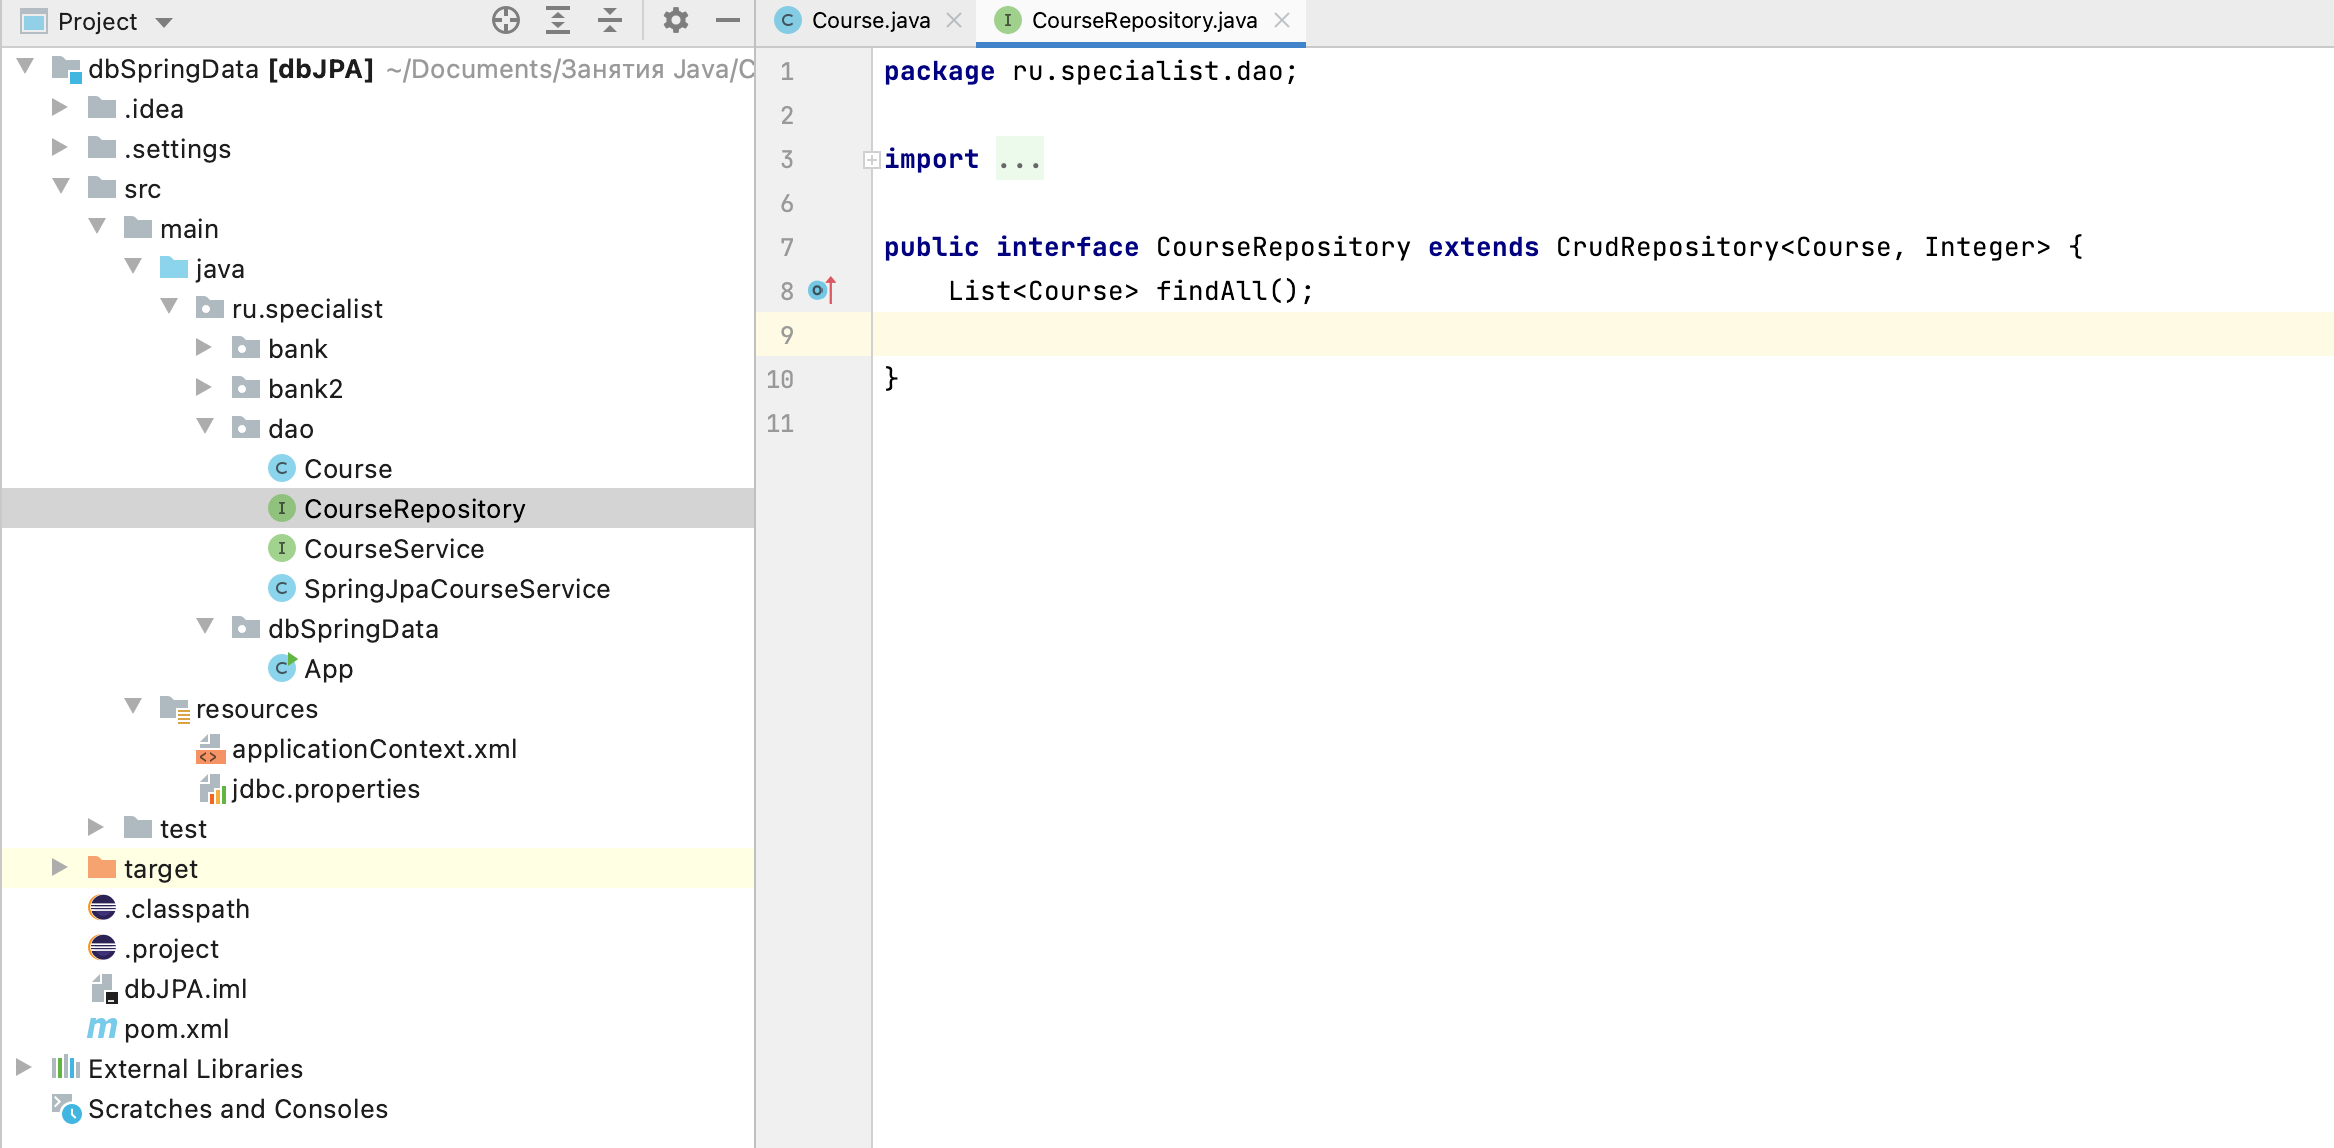 Project
dbSpringData [dbJPA] ~/Documents/Занятия Java/C
.idea
.settings
src
main
java
ru.specialist
bank
bank2
dao
Course
CourseRepository
CourseService
SpringJpaCourseService
dbSpringData
App
resources
applicationContext.xml
jdbc.properties
test
target
.classpath
.project
dbJPA.iml
pom.xml
External Libraries
Scratches and Consoles
Course.java CourseRepository.java
1 package ru.specialist.dao;
2
3 import ...
6
7 public interface CourseRepository extends CrudRepository<Course, Integer> {
8 List<Course> findAll();
9
10 }
11